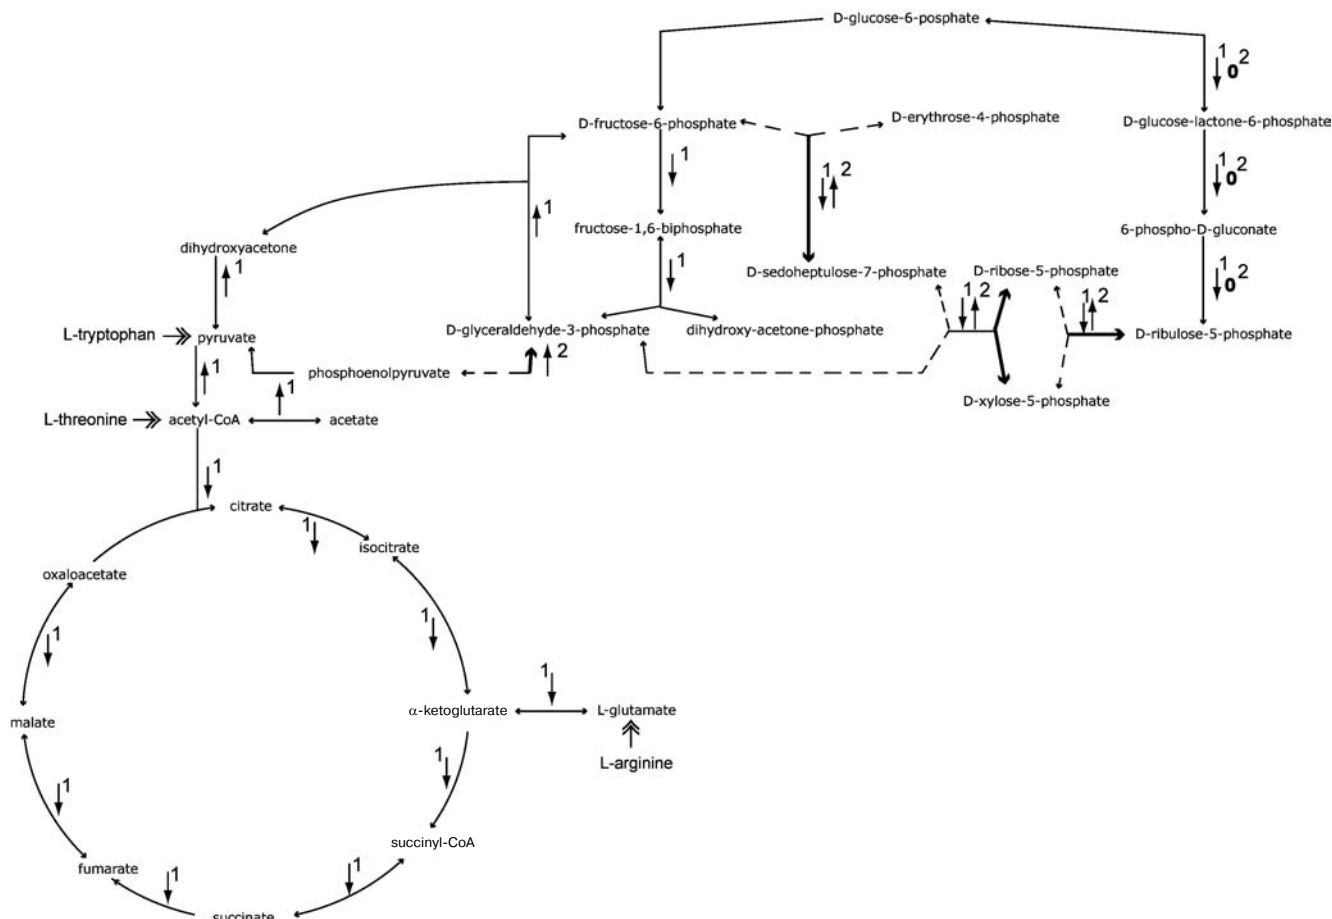 D-glucose-6-posphate
1
0 2
D-fructose-6-phosphate
D-erythrose-4-phosphate
D-glucose-lactone-6-phosphate
1
1 2
1
0 2
1
fructose-1,6-biphosphate
6-phospho-D-gluconate
dihydroxyacetone
1
1
D-sedoheptulose-7-phosphate
D-ribose-5-phosphate
1
0 2
1 2
1 2
L-tryptophan
pyruvate
D-glyceraldehyde-3-phosphate
dihydroxy-acetone-phosphate
D-ribulose-5-phosphate
2
1
phosphoenolpyruvate
1
D-xylose-5-phosphate
L-threonine
acetyl-CoA
acetate
1
citrate
1
isocitrate
oxaloacetate
1
1
1
α-ketoglutarate
L-glutamate
malate
L-arginine
1
1
succinyl-CoA
fumarate
1
1
succinate